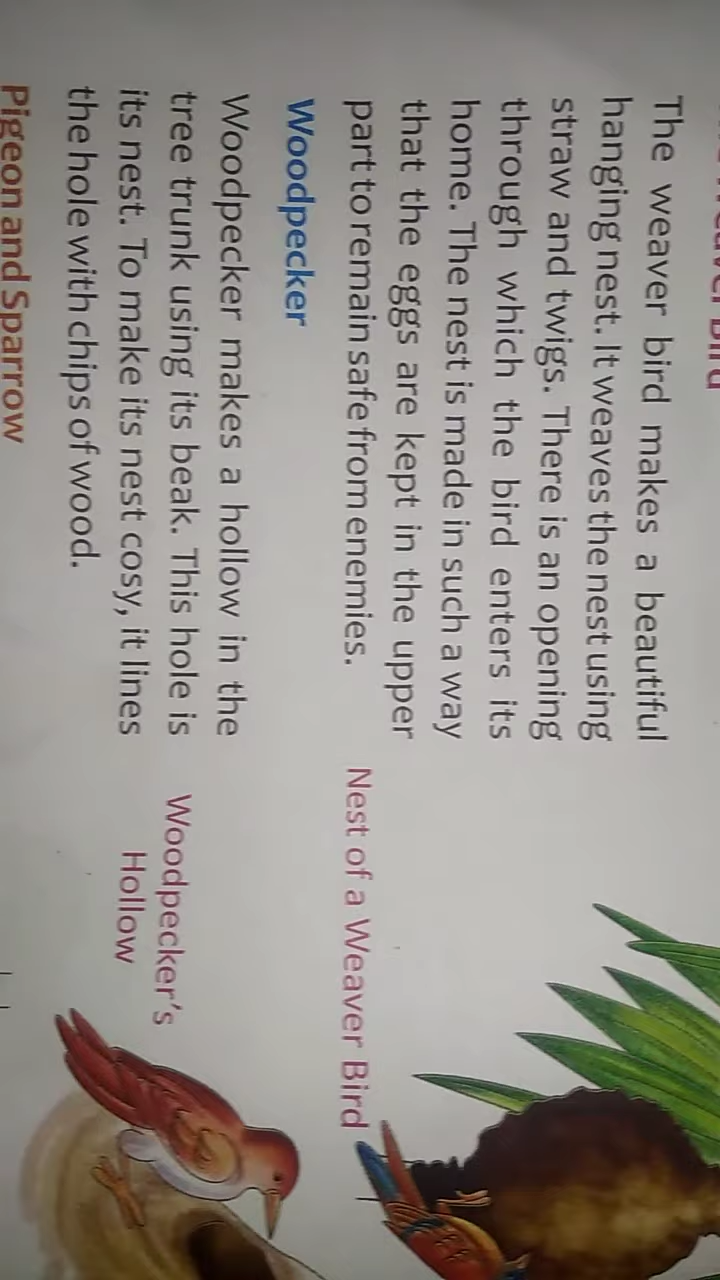 Weaver Bird
The weaver bird makes a beautiful
hanging nest. It weaves the nest using
straw and twigs. There is an opening
through which the bird enters its
home. The nest is made in such a way
that the eggs are kept in the upper
part to remain safe from enemies.
Nest of a Weaver Bird
Woodpecker
Woodpecker makes a hollow in the
tree trunk using its beak. This hole is
its nest. To make its nest cosy, it lines
the hole with chips of wood.
Woodpecker's
Hollow
Pigeon and Sparrow